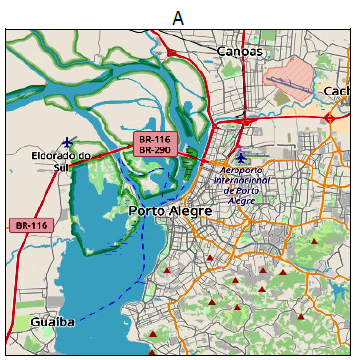 A
Canoas
Cach
BR-116
BR-290
Eldorado do
Sul
Aeroporto
Internacional
de Porto
Alegre
Porto Alegre
BR-116
Guaíba